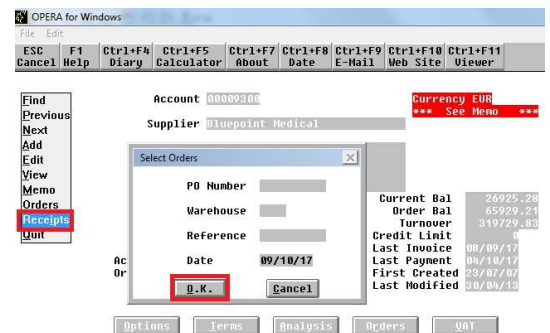 OPERA for Windows
File Edit
ESC F1 Ctrl+F4 Ctrl+F5 Ctrl+F7 Ctrl+F8 Ctrl+F9 Ctrl+F10 Ctrl+F11
Cancel Help Diary Calculator About Date E-Mail Web Site Viewer
Find
Previous
Next
Add
Edit
View
Memo
Orders
Receipts
Quit
Account 00009300
Supplier Bluepoint Medical
Currency EUR
*** See Memo ***
Select Orders
PO Number
Warehouse
Reference
Date 09/10/17
O.K. Cancel
Ac
Or
Current Bal 26925.28
Order Bal 65929.21
Turnover 319729.83
Credit Limit 0
Last Invoice 08/09/17
Last Payment 04/10/17
First Created 23/07/07
Last Modified 30/04/13
Options Terms Analysis Orders VAT